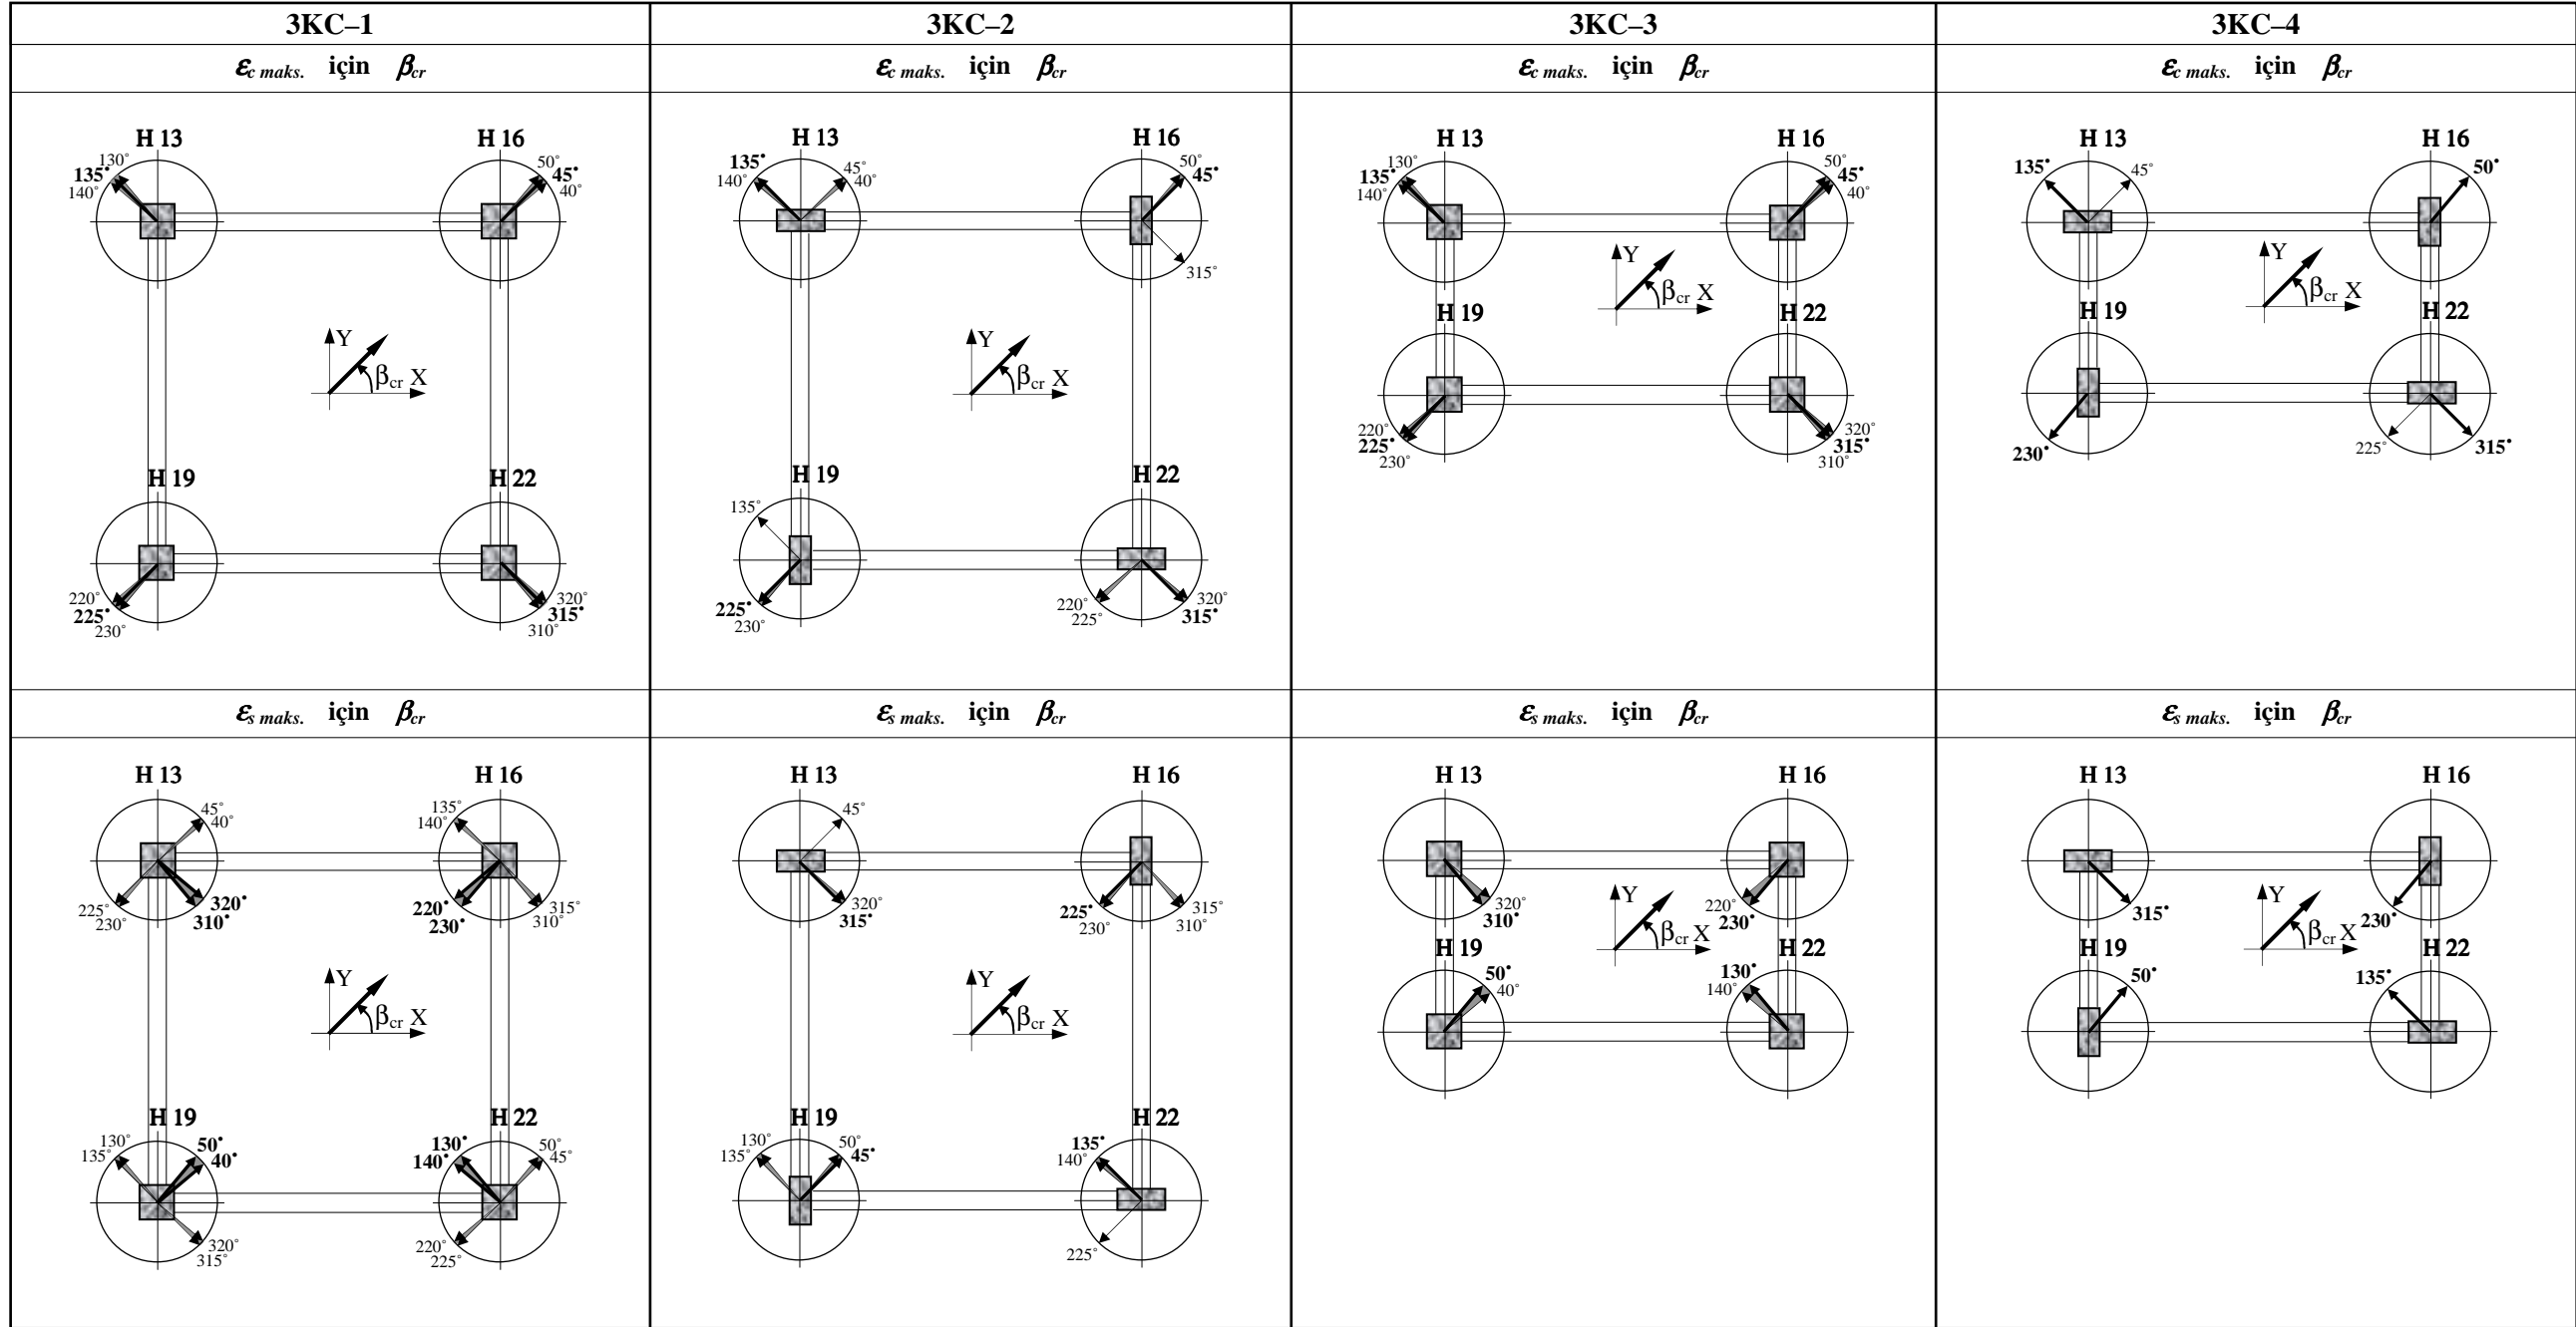 3KC–1
3KC–2
3KC–3
3KC–4
εc maks. için βcr
εc maks. için βcr
εc maks. için βcr
εc maks. için βcr
H 13
130°
135°
140°
H 16
50°
45°
40°
Y
βcr X
H 19
220°
225°
230°
H 22
320°
315°
310°
H 13
135°
140°
45°
40°
H 16
50°
45°
315°
Y
βcr X
H 19
135°
225°
230°
H 22
220°
225°
320°
315°
H 13
130°
135°
140°
H 16
50°
45°
40°
Y
βcr X
H 19
220°
225°
230°
H 22
320°
315°
310°
H 13
135°
45°
H 16
50°
Y
βcr X
H 19
230°
H 22
225°
315°
εs maks. için βcr
εs maks. için βcr
εs maks. için βcr
εs maks. için βcr
H 13
45°
40°
225°
230°
320°
310°
H 16
135°
140°
220°
230°
315°
310°
Y
βcr X
H 19
130°
135°
50°
40°
320°
315°
H 22
130°
140°
50°
45°
220°
225°
H 13
45°
320°
315°
H 16
225°
230°
315°
310°
Y
βcr X
H 19
130°
135°
50°
45°
H 22
135°
140°
225°
H 13
320°
310°
H 16
220°
230°
Y
βcr X
H 19
50°
40°
H 22
130°
140°
H 13
315°
H 16
230°
Y
βcr X
H 19
50°
H 22
135°